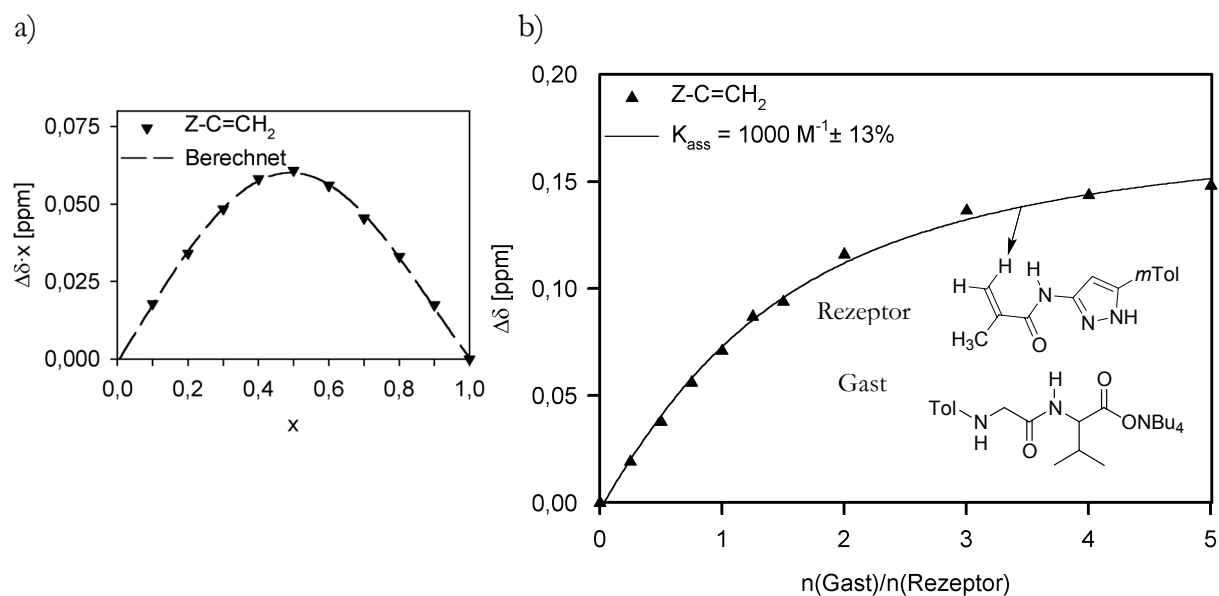 a)
Z-C=CH₂
Berechnet
0,075
0,050
0,025
0,000
Δδ·x [ppm]
0,0 0,2 0,4 0,6 0,8 1,0
x
b)
Z-C=CH₂
Kₐₛₛ = 1000 M⁻¹± 13%
0,20
0,15
0,10
0,05
0,00
Δδ [ppm]
Rezeptor
H
H
H
N
mTol
N
NH
H₃C
O
Gast
H
O
Tol
N
N
H
O
ONBu₄
0 1 2 3 4 5
n(Gast)/n(Rezeptor)